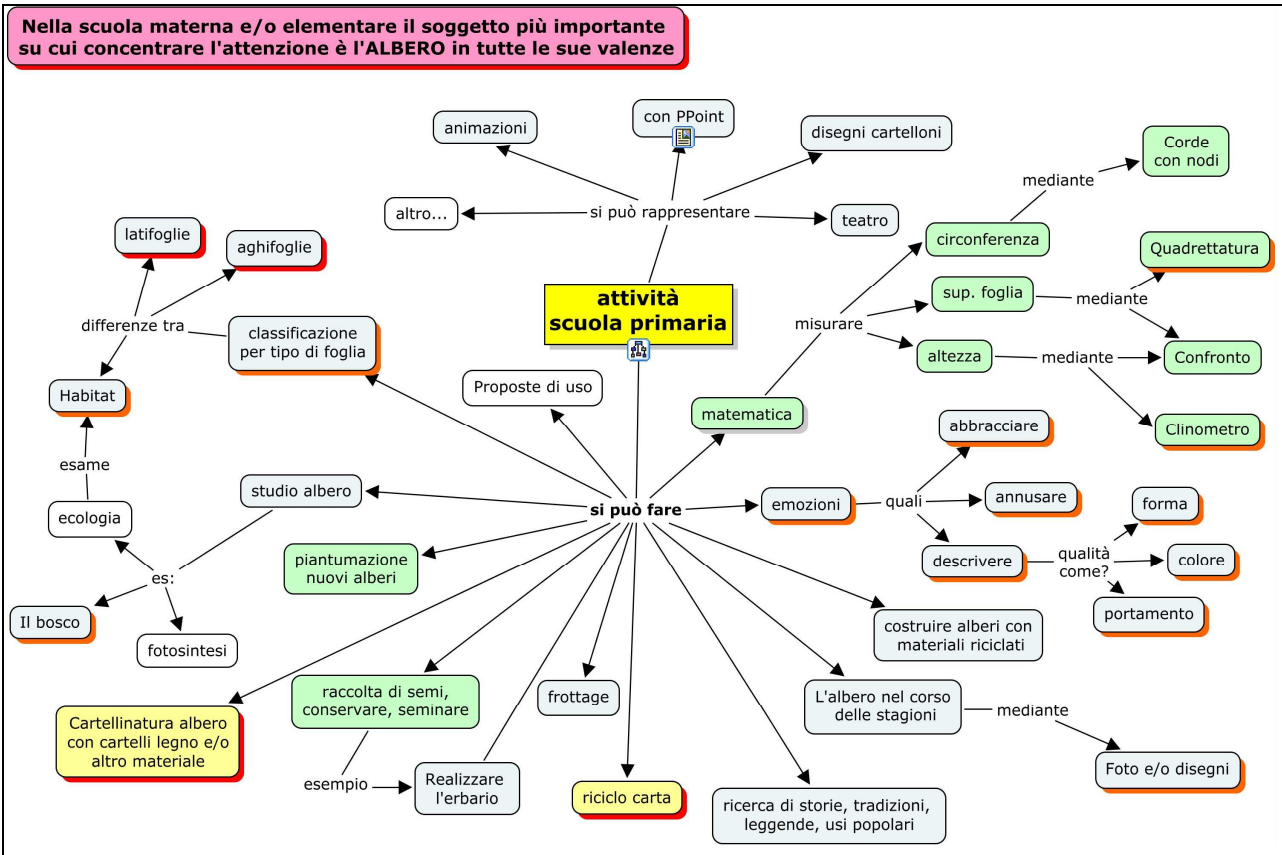 Nella scuola materna e/o elementare il soggetto più importante
su cui concentrare l'attenzione è l'ALBERO in tutte le sue valenze
animazioni
con PPoint
disegni cartelloni
altro...
si può rappresentare
teatro
attività
scuola primaria
latifoglie
aghifoglie
differenze tra
classificazione
per tipo di foglia
Habitat
esame
ecologia
studio albero
es:
Il bosco
fotosintesi
Proposte di uso
matematica
misurare
circonferenza
mediante
Corde
con nodi
sup. foglia
mediante
Quadrettatura
altezza
mediante
Confronto
Clinometro
si può fare
emozioni
quali
abbracciare
annusare
descrivere
qualità
come?
forma
colore
portamento
piantumazione
nuovi alberi
Cartellinatura albero
con cartelli legno e/o
altro materiale
raccolta di semi,
conservare, seminare
esempio
Realizzare
l'erbario
frottage
riciclo carta
ricerca di storie, tradizioni,
leggende, usi popolari
L'albero nel corso
delle stagioni
mediante
Foto e/o disegni
costruire alberi con
materiali riciclati